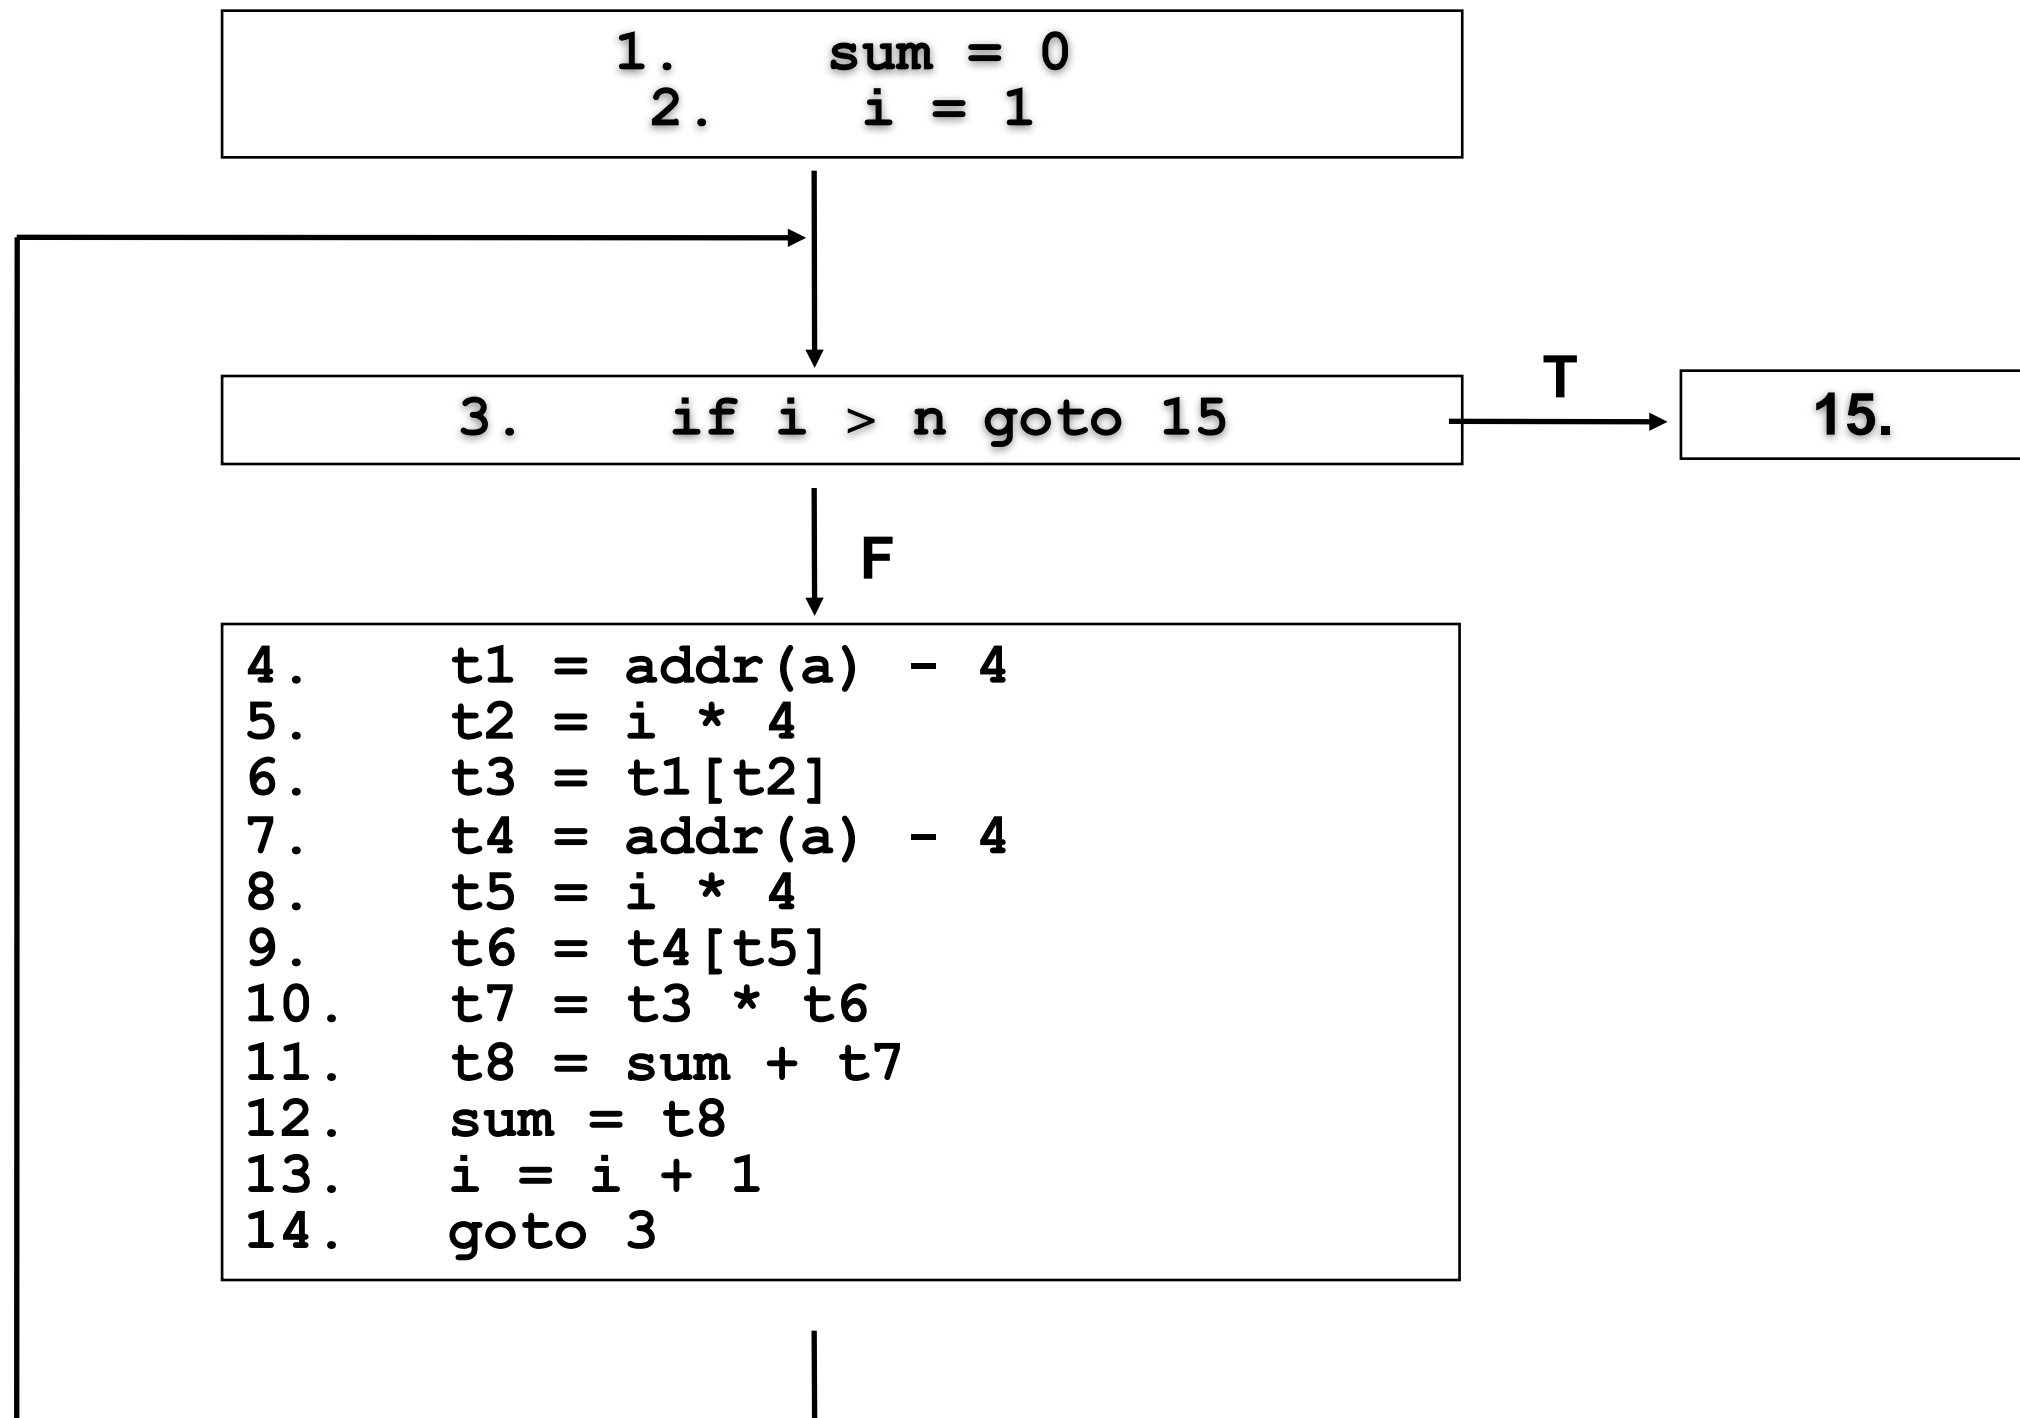 1. sum = 0
2. i = 1
3. if i > n goto 15
T
15.
F
4. t1 = addr(a) - 4
5. t2 = i * 4
6. t3 = t1[t2]
7. t4 = addr(a) - 4
8. t5 = i * 4
9. t6 = t4[t5]
10. t7 = t3 * t6
11. t8 = sum + t7
12. sum = t8
13. i = i + 1
14. goto 3